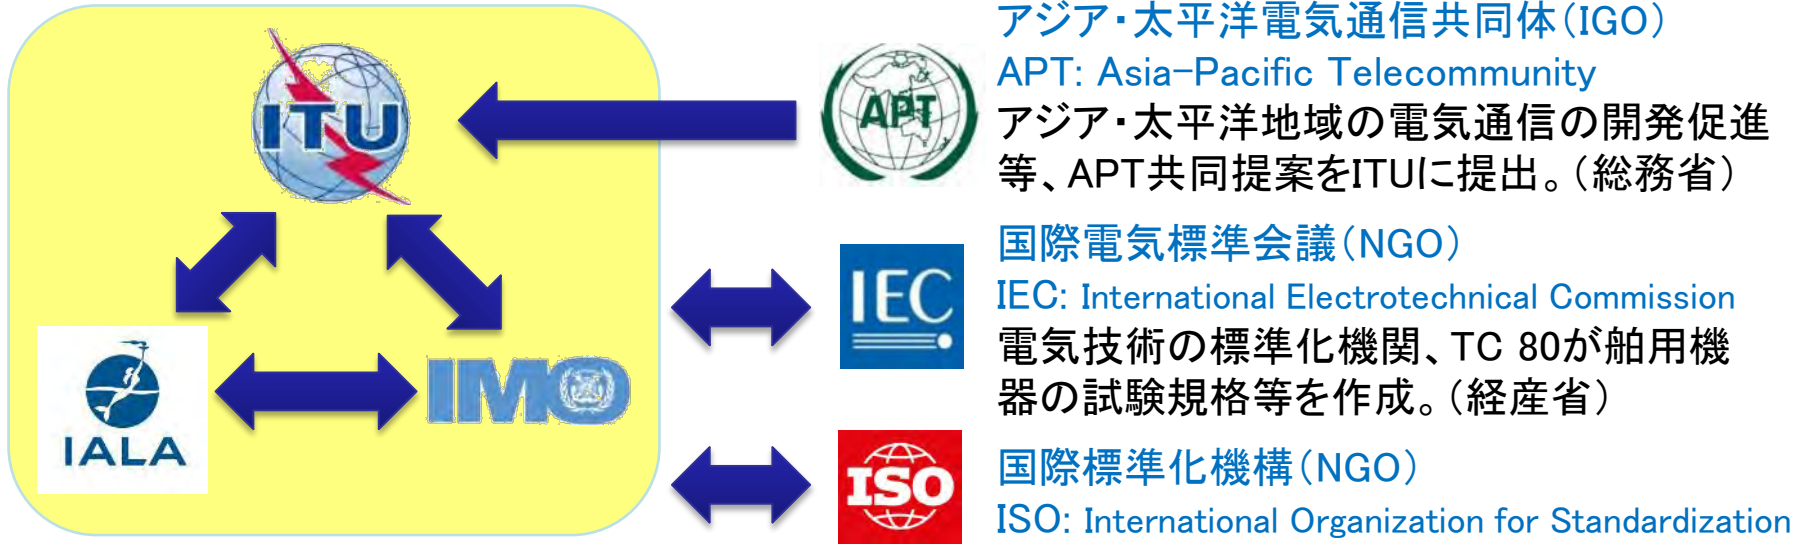 ITU
IALA
IMO
APT
アジア・太平洋電気通信共同体(IGO)
APT: Asia-Pacific Telecommunity
アジア・太平洋地域の電気通信の開発促進
等、APT共同提案をITUに提出。(総務省)
IEC
国際電気標準会議(NGO)
IEC: International Electrotechnical Commission
電気技術の標準化機関、TC 80が舶用機
器の試験規格等を作成。(経産省)
ISO
国際標準化機構(NGO)
ISO: International Organization for Standardization